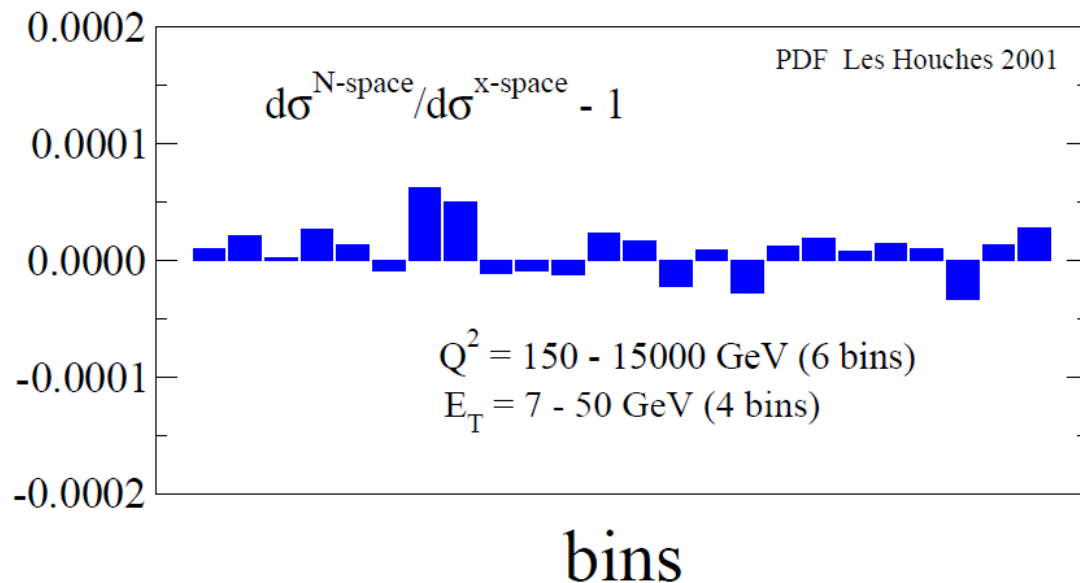 0.0002
PDF Les Houches 2001
dσ^N-space/dσ^x-space - 1
0.0001
0.0000
Q^2 = 150 - 15000 GeV (6 bins)
-0.0001
E_T = 7 - 50 GeV (4 bins)
-0.0002
bins